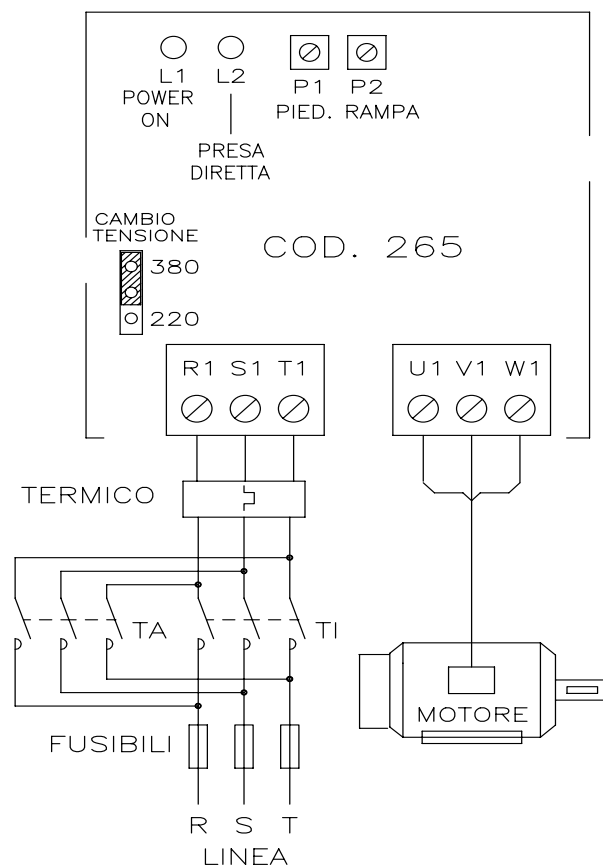 L1 L2 P1 P2
POWER ON
PIED. RAMPA
PRESA DIRETTA
CAMBIO TENSIONE
380
220
COD. 265
R1 S1 T1
U1 V1 W1
TERMICO
TA
TI
FUSIBILI
MOTORE
R S T
LINEA